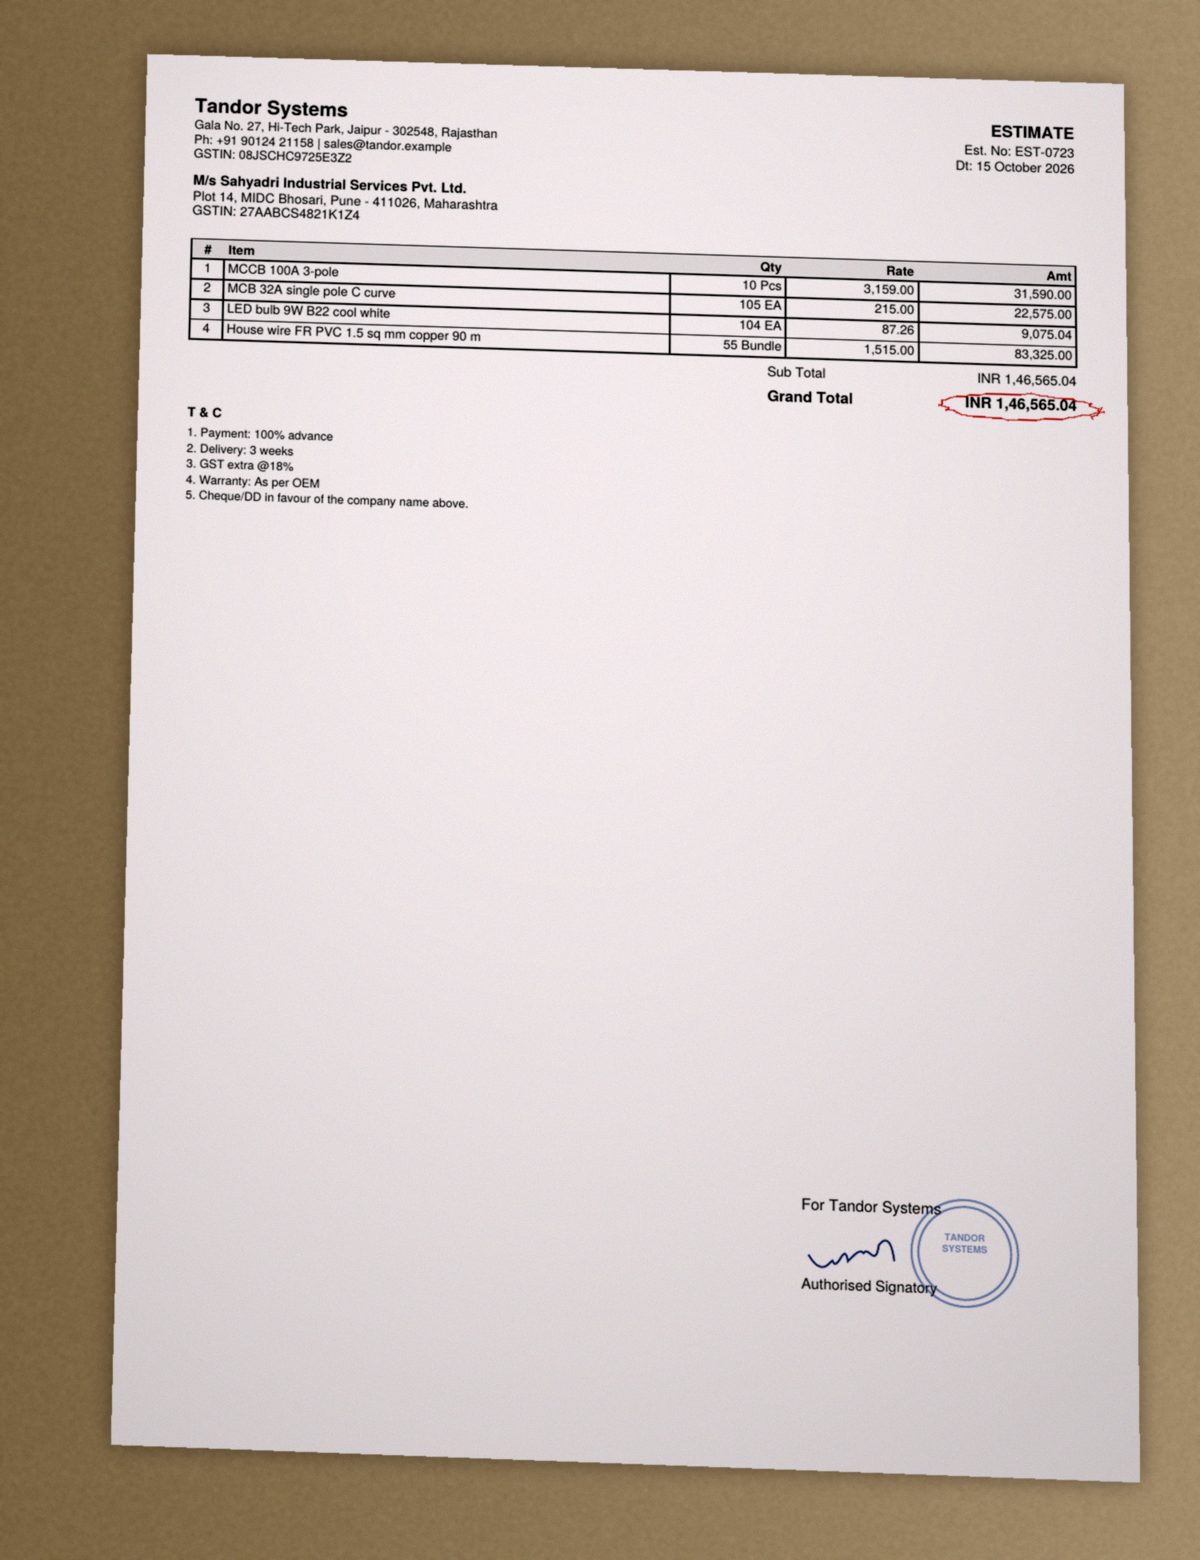 Tandor Systems
Gala No. 27, Hi-Tech Park, Jaipur - 302548, Rajasthan
Ph: +91 90124 21158 | sales@tandor.example
GSTIN: 08JSCHC9725E3Z2
ESTIMATE
Est. No: EST-0723
Dt: 15 October 2026
M/s Sahyadri Industrial Services Pvt. Ltd.
Plot 14, MIDC Bhosari, Pune - 411026, Maharashtra
GSTIN: 27AABCS4821K1Z4
# Item Qty Rate Amt
1 MCCB 100A 3-pole 10 Pcs 3,159.00 31,590.00
2 MCB 32A single pole C curve 105 EA 215.00 22,575.00
3 LED bulb 9W B22 cool white 104 EA 87.26 9,075.04
4 House wire FR PVC 1.5 sq mm copper 90 m 55 Bundle 1,515.00 83,325.00
Sub Total INR 1,46,565.04
Grand Total INR 1,46,565.04
T & C
1. Payment: 100% advance
2. Delivery: 3 weeks
3. GST extra @18%
4. Warranty: As per OEM
5. Cheque/DD in favour of the company name above.
For Tandor Systems
TANDOR
SYSTEMS
Authorised Signatory